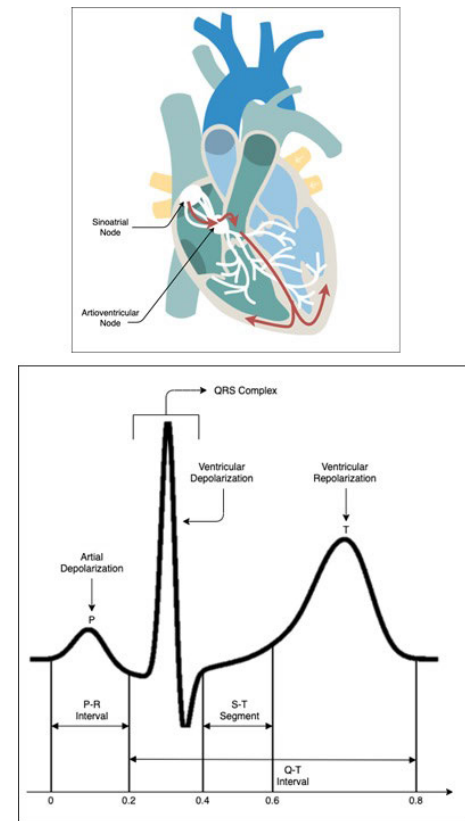 Sinoatrial
Node
Artioventricular
Node
QRS Complex
Ventricular
Depolarization
Ventricular
Repolarization
T
Artial
Depolarization
P
P-R
Interval
S-T
Segment
Q-T
Interval
0
0.2
0.4
0.6
0.8